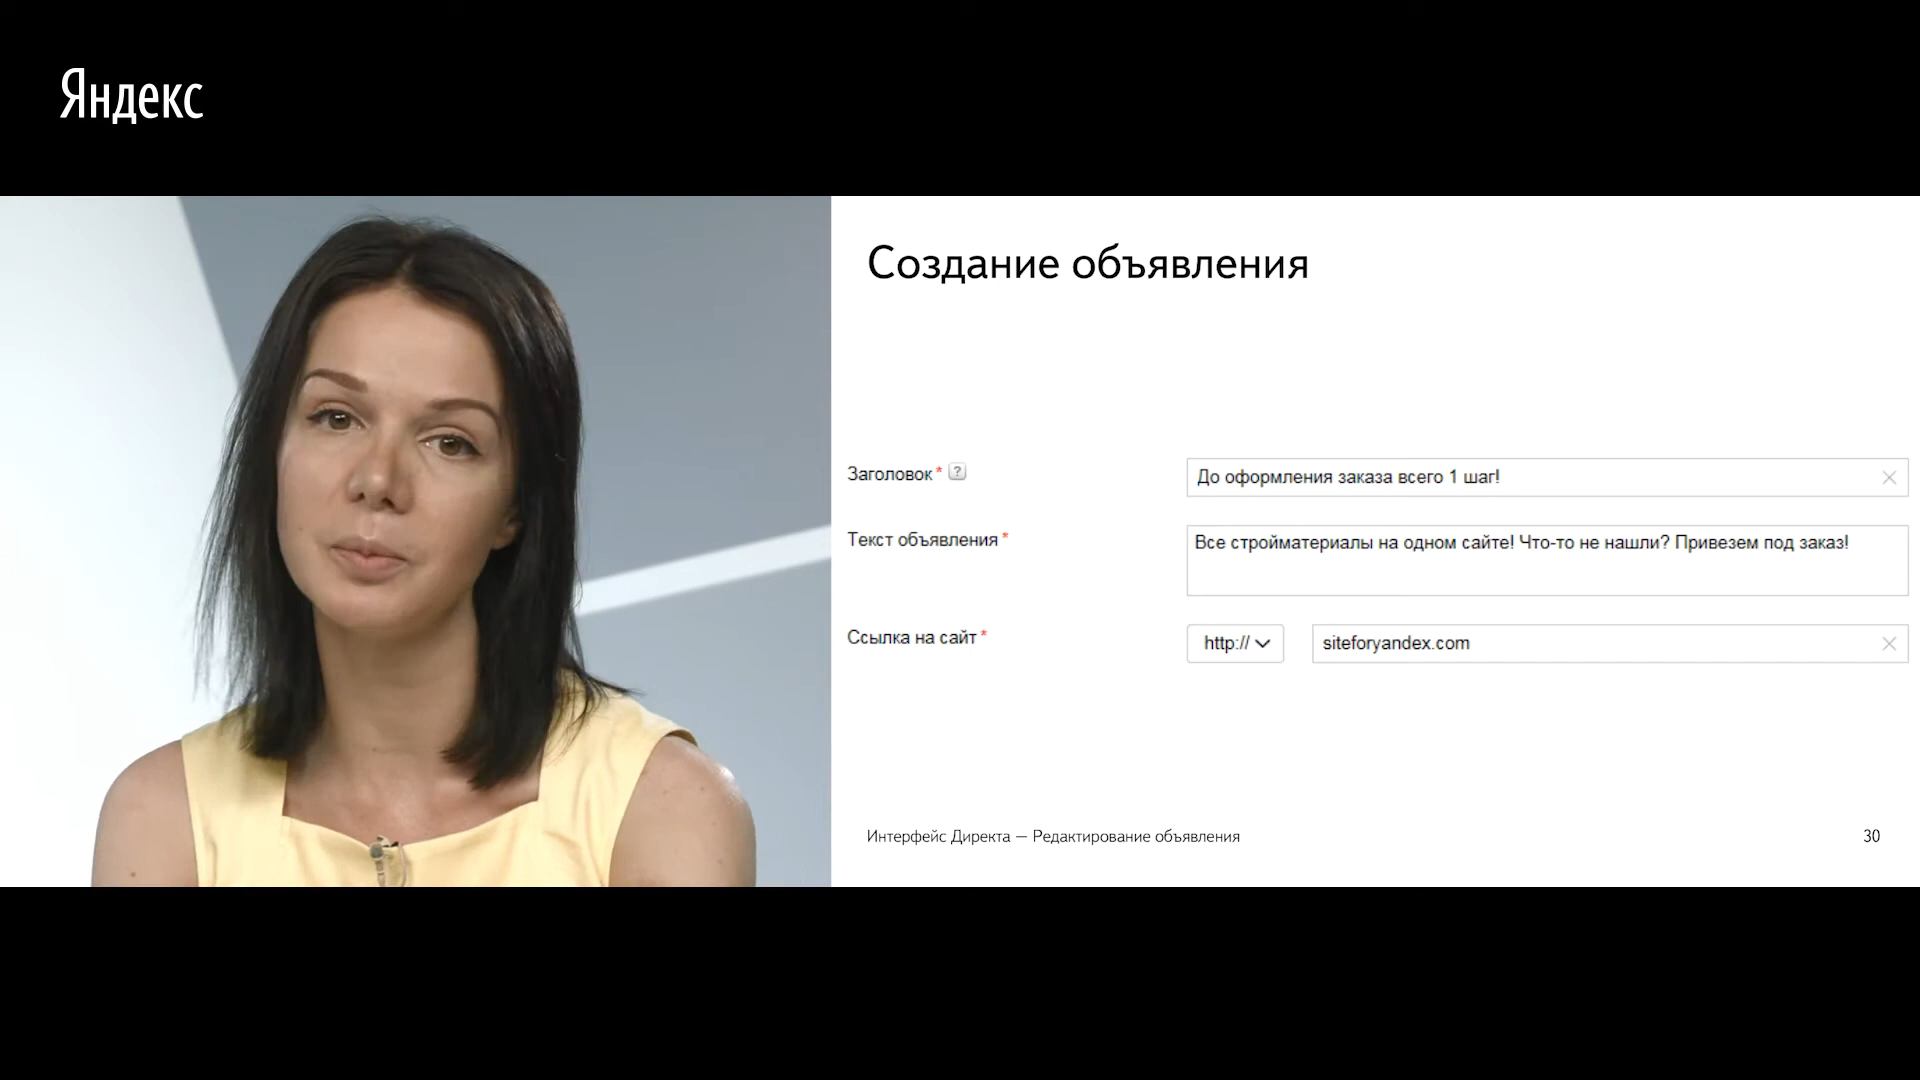 Яндекс
Создание объявления
Заголовок * ?
До оформления заказа всего 1 шаг!
Текст объявления *
Все стройматериалы на одном сайте! Что-то не нашли? Привезем под заказ!
Ссылка на сайт *
http://
siteforyandex.com
Интерфейс Директа — Редактирование объявления
30